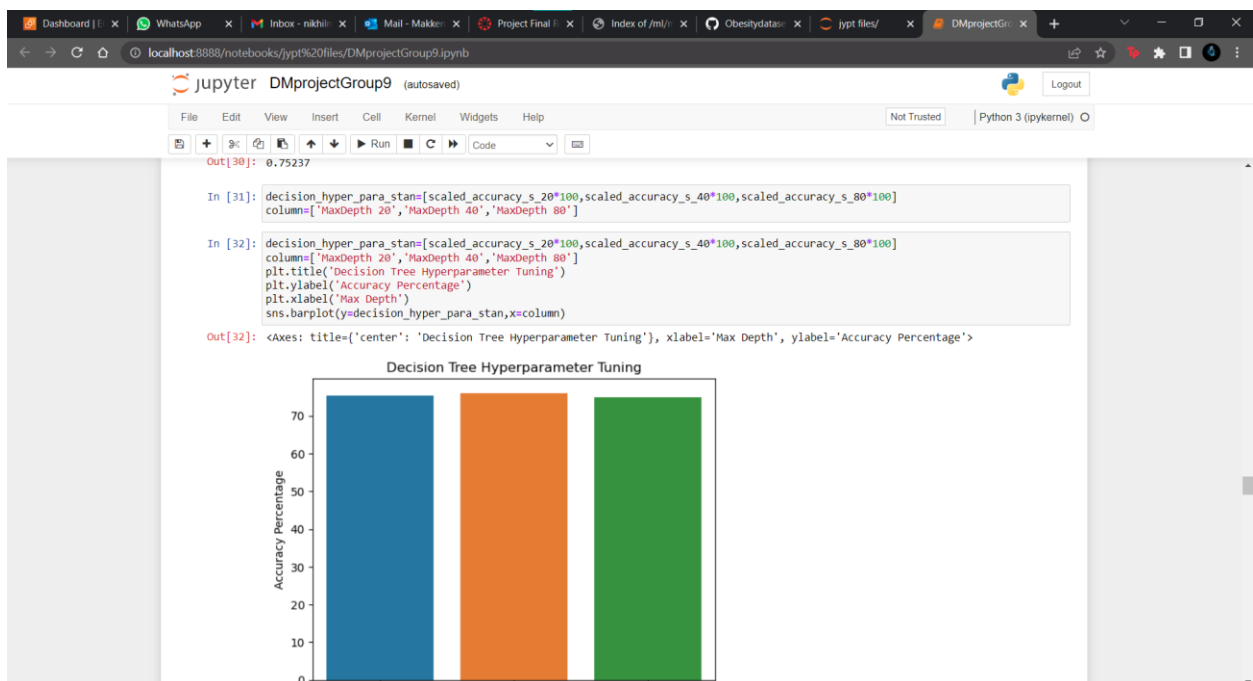 Dashboard | E
WhatsApp
Inbox - nikhiln
Mail - Makken
Project Final R
Index of /ml/m
Obesitydatase
jypt files/
DMprojectGro
localhost:8888/notebooks/jypt%20files/DMprojectGroup9.ipynb
jupyter DMprojectGroup9 (autosaved)
Logout
File Edit View Insert Cell Kernel Widgets Help
Not Trusted
Python 3 (ipykernel)
Run
Code
Out[30]: 0.75237
In [31]: decision_hyper_para_stan=[scaled_accuracy_s_20*100,scaled_accuracy_s_40*100,scaled_accuracy_s_80*100]
column=['MaxDepth 20','MaxDepth 40','MaxDepth 80']
In [32]: decision_hyper_para_stan=[scaled_accuracy_s_20*100,scaled_accuracy_s_40*100,scaled_accuracy_s_80*100]
column=['MaxDepth 20','MaxDepth 40','MaxDepth 80']
plt.title('Decision Tree Hyperparameter Tuning')
plt.ylabel('Accuracy Percentage')
plt.xlabel('Max Depth')
sns.barplot(y=decision_hyper_para_stan,x=column)
Out[32]: <Axes: title={'center': 'Decision Tree Hyperparameter Tuning'}, xlabel='Max Depth', ylabel='Accuracy Percentage'>
Decision Tree Hyperparameter Tuning
Accuracy Percentage
70
60
50
40
30
20
10
0